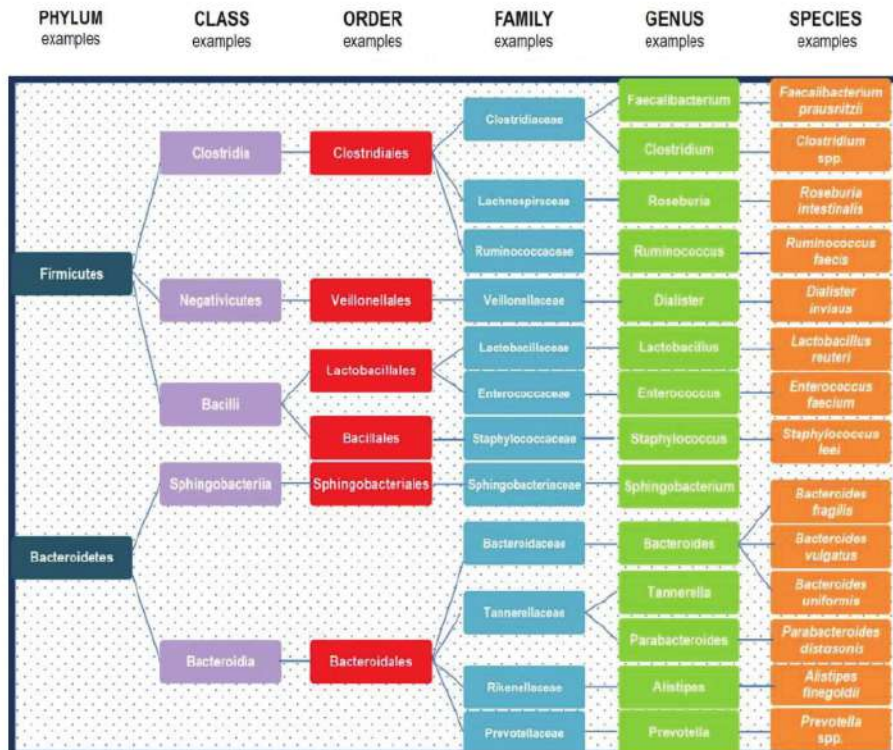 PHYLUM
examples
CLASS
examples
ORDER
examples
FAMILY
examples
GENUS
examples
SPECIES
examples
Firmicutes
Bacteroidetes
Clostridia
Negativicutes
Bacilli
Sphingobacteriia
Bacteroidia
Clostridiales
Veillonellales
Lactobacillales
Bacillales
Sphingobacteriales
Bacteroidales
Clostridiaceae
Lachnospiraceae
Ruminococcaceae
Veillonellaceae
Lactobacillaceae
Enterococcaceae
Staphylococcaceae
Sphingobacteriaceae
Bacteroidaceae
Tannerellaceae
Rikenellaceae
Prevotellaceae
Faecalibacterium
Clostridium
Roseburia
Ruminococcus
Dialister
Lactobacillus
Enterococcus
Staphylococcus
Sphingobacterium
Bacteroides
Tannerella
Parabacteroides
Alistipes
Prevotella
Faecalibacterium
prausnitzii
Clostridium
spp.
Roseburia
intestinalis
Ruminococcus
faecis
Dialister
invisus
Lactobacillus
reuteri
Enterococcus
faecium
Staphylococcus
leei
Bacteroides
fragilis
Bacteroides
vulgatus
Bacteroides
uniformis
Parabacteroides
distasonis
Alistipes
finegoldii
Prevotella
spp.